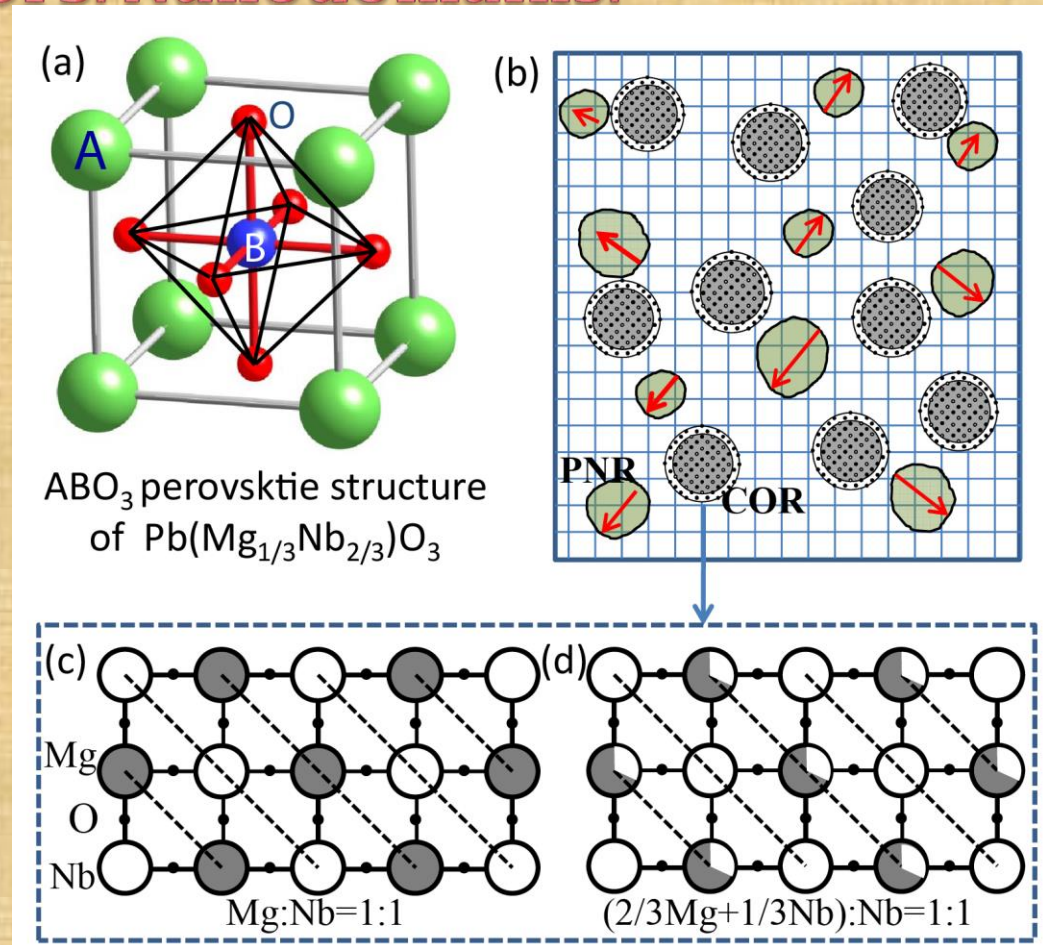 (a)
O
A
B
ABO₃ perovsktie structure
of Pb(Mg₁/₃Nb₂/₃)O₃
(b)
PNR
COR
(c)
(d)
Mg
O
Nb
Mg:Nb=1:1
(2/3Mg+1/3Nb):Nb=1:1